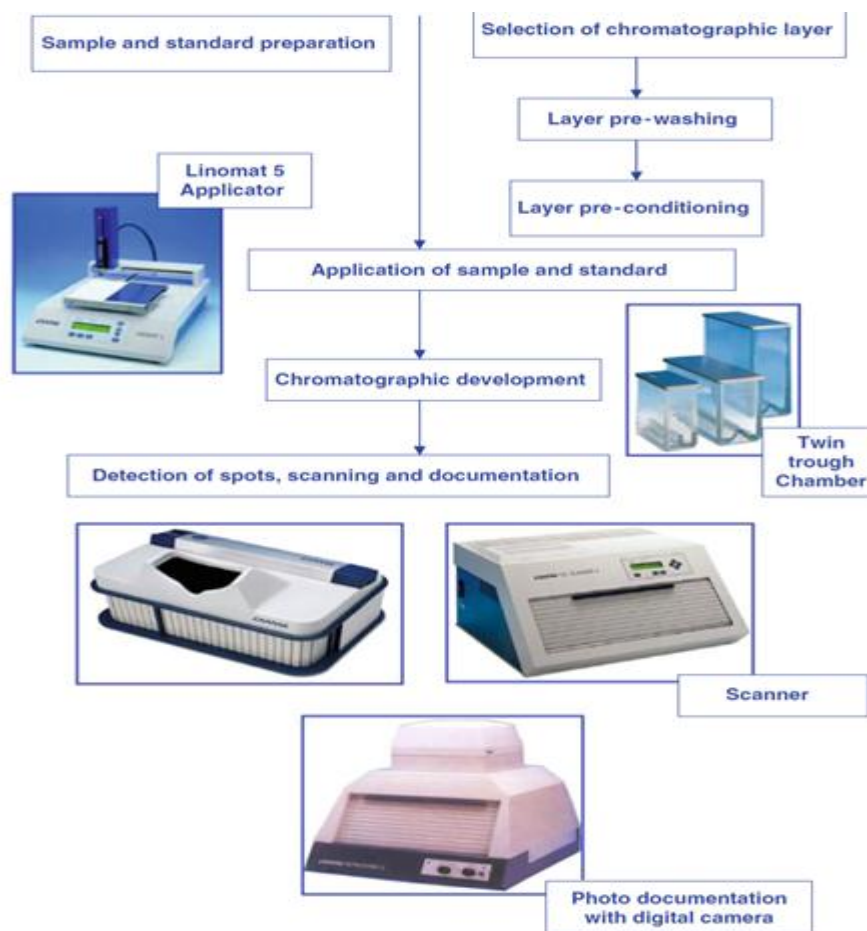 Sample and standard preparation
Selection of chromatographic layer
Layer pre-washing
Linomat 5
Applicator
Layer pre-conditioning
Application of sample and standard
Chromatographic development
Twin
trough
Chamber
Detection of spots, scanning and documentation
CAMAG
Scanner
Photo documentation
with digital camera